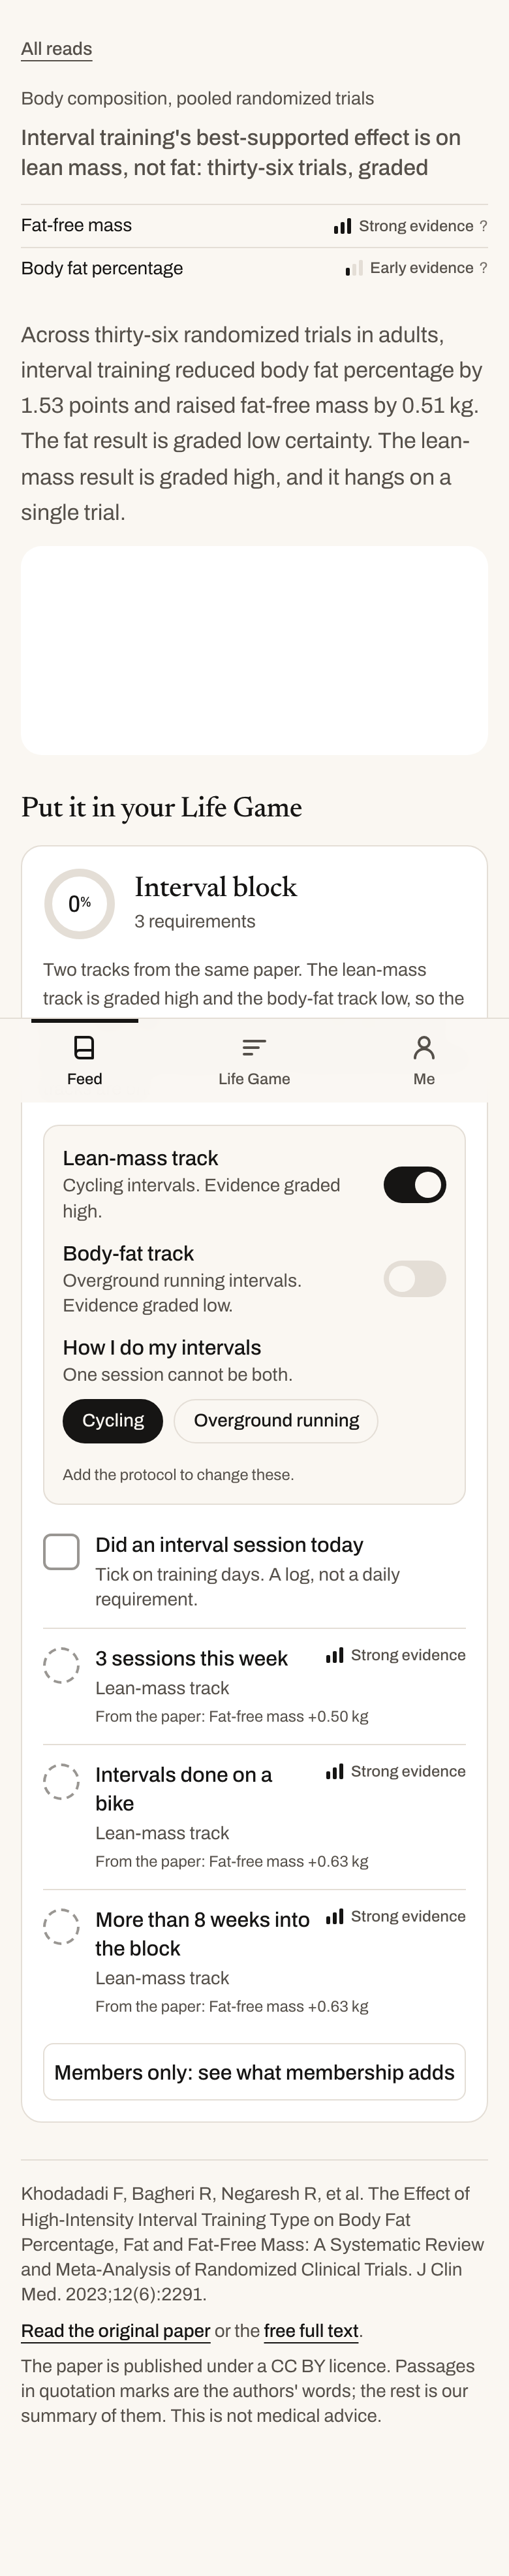 All reads
Body composition, pooled randomized trials
Interval training's best-supported effect is on
lean mass, not fat: thirty-six trials, graded
Fat-free mass
Strong evidence ?
Body fat percentage
Early evidence ?
Across thirty-six randomized trials in adults,
interval training reduced body fat percentage by
1.53 points and raised fat-free mass by 0.51 kg.
The fat result is graded low certainty. The lean-
mass result is graded high, and it hangs on a
single trial.
Put it in your Life Game
0%
Interval block
3 requirements
Two tracks from the same paper. The lean-mass
track is graded high and the body-fat track low, so the
Feed
Life Game
Me
Lean-mass track
Cycling intervals. Evidence graded
high.
Body-fat track
Overground running intervals.
Evidence graded low.
How I do my intervals
One session cannot be both.
Cycling
Overground running
Add the protocol to change these.
Did an interval session today
Tick on training days. A log, not a daily
requirement.
3 sessions this week
Strong evidence
Lean-mass track
From the paper: Fat-free mass +0.50 kg
Intervals done on a
bike
Strong evidence
Lean-mass track
From the paper: Fat-free mass +0.63 kg
More than 8 weeks into
the block
Strong evidence
Lean-mass track
From the paper: Fat-free mass +0.63 kg
Members only: see what membership adds
Khodadadi F, Bagheri R, Negaresh R, et al. The Effect of
High-Intensity Interval Training Type on Body Fat
Percentage, Fat and Fat-Free Mass: A Systematic Review
and Meta-Analysis of Randomized Clinical Trials. J Clin
Med. 2023;12(6):2291.
Read the original paper or the free full text.
The paper is published under a CC BY licence. Passages
in quotation marks are the authors' words; the rest is our
summary of them. This is not medical advice.